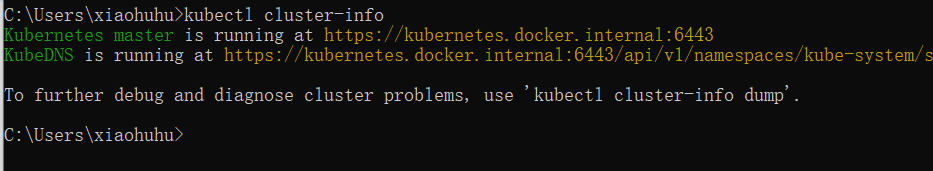 C:\Users\xiaohuhu>kubectl cluster-info
Kubernetes master is running at https://kubernetes.docker.internal:6443
KubeDNS is running at https://kubernetes.docker.internal:6443/api/v1/namespaces/kube-system/s
To further debug and diagnose cluster problems, use 'kubectl cluster-info dump'.
C:\Users\xiaohuhu>